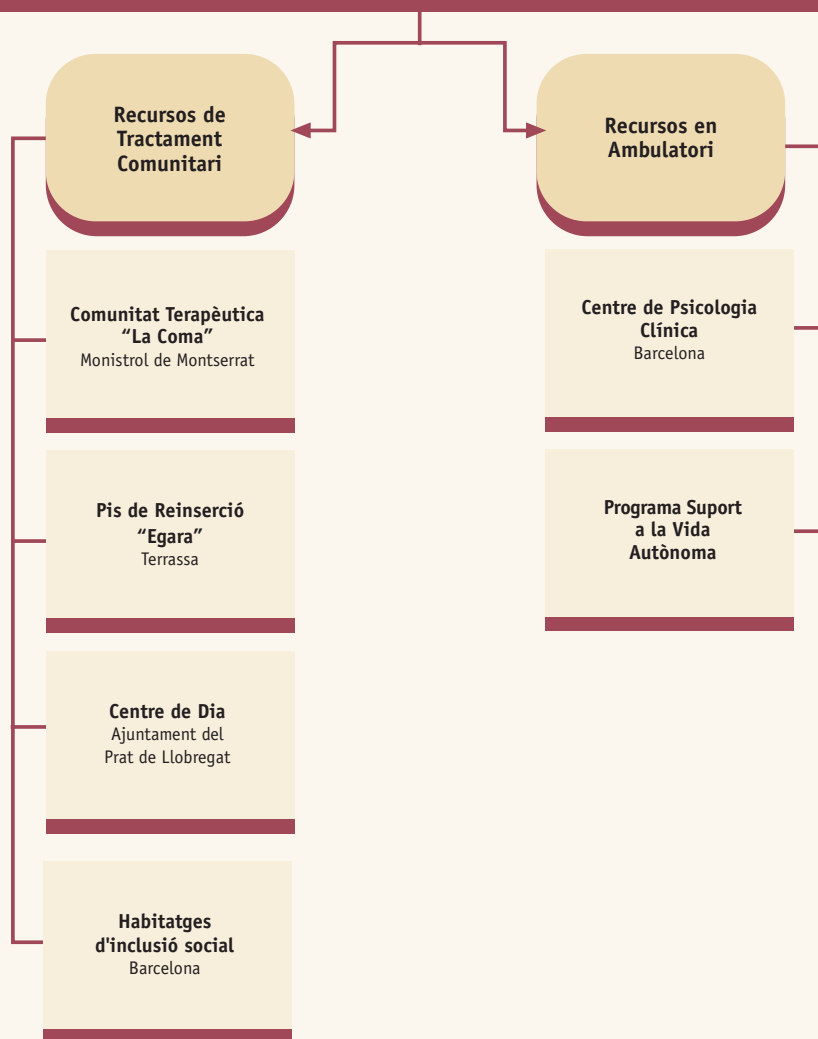 Recursos de
Tractament
Comunitari
Comunitat Terapèutica
“La Coma”
Monistrol de Montserrat
Pis de Reinserció
“Egara”
Terrassa
Centre de Dia
Ajuntament del
Prat de Llobregat
Habitatges
d'inclusió social
Barcelona
Recursos en
Ambulatori
Centre de Psicologia
Clínica
Barcelona
Programa Suport
a la Vida
Autònoma